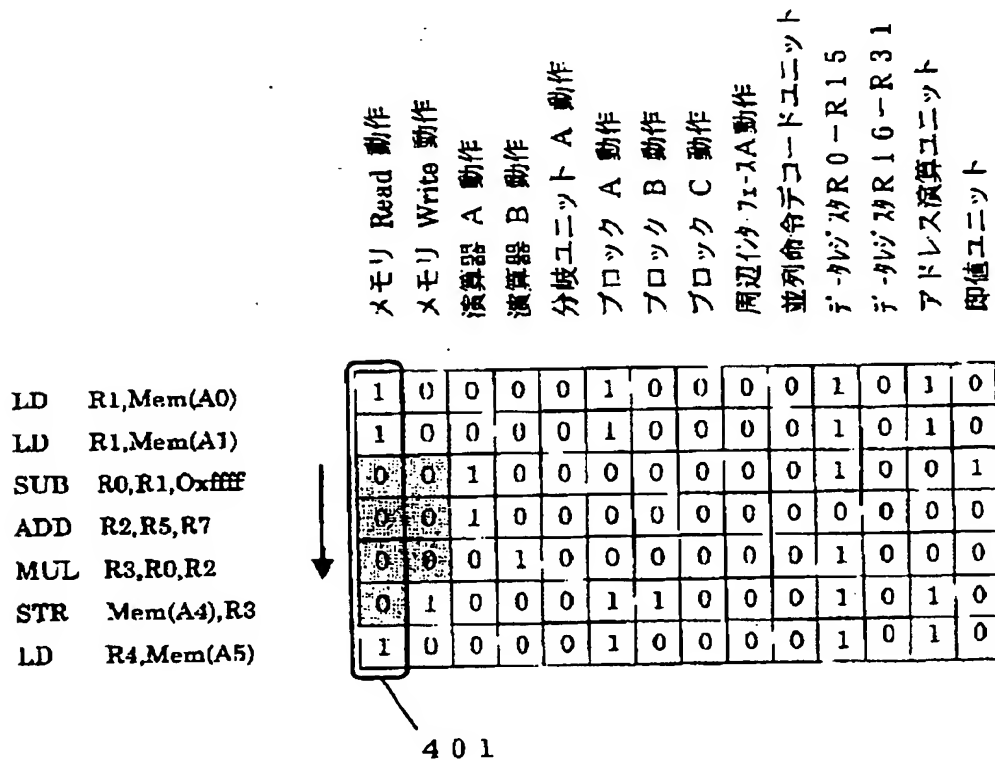 メモリ Read 動作
メモリ Write 動作
演算器 A 動作
演算器 B 動作
分岐ユニット A 動作
ブロック A 動作
ブロック B 動作
ブロック C 動作
周辺インタフェースA動作
並列命令デコードユニット
データレジスタR0-R15
データレジスタR16-R31
アドレス演算ユニット
即値ユニット
LD R1,Mem(A0) 1 0 0 0 0 1 0 0 0 0 1 0 1 0
LD R1,Mem(A1) 1 0 0 0 0 1 0 0 0 0 1 0 1 0
SUB R0,R1,Oxffff 0 0 1 0 0 0 0 0 0 0 1 0 0 1
ADD R2,R5,R7 0 0 1 0 0 0 0 0 0 0 0 0 0 0
MUL R3,R0,R2 0 0 0 1 0 0 0 0 0 0 1 0 0 0
STR Mem(A4),R3 0 1 0 0 0 1 1 0 0 0 1 0 1 0
LD R4,Mem(A5) 1 0 0 0 0 1 0 0 0 0 1 0 1 0
401